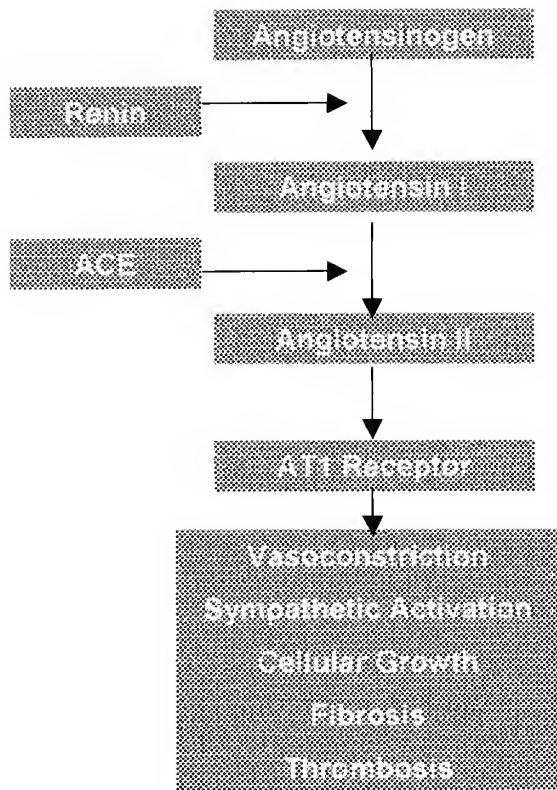 Angiotensinogen
Renin
Angiotensin I
ACE
Angiotensin II
AT1 Receptor
Vasoconstriction
Sympathetic Activation
Cellular Growth
Fibrosis
Thrombosis